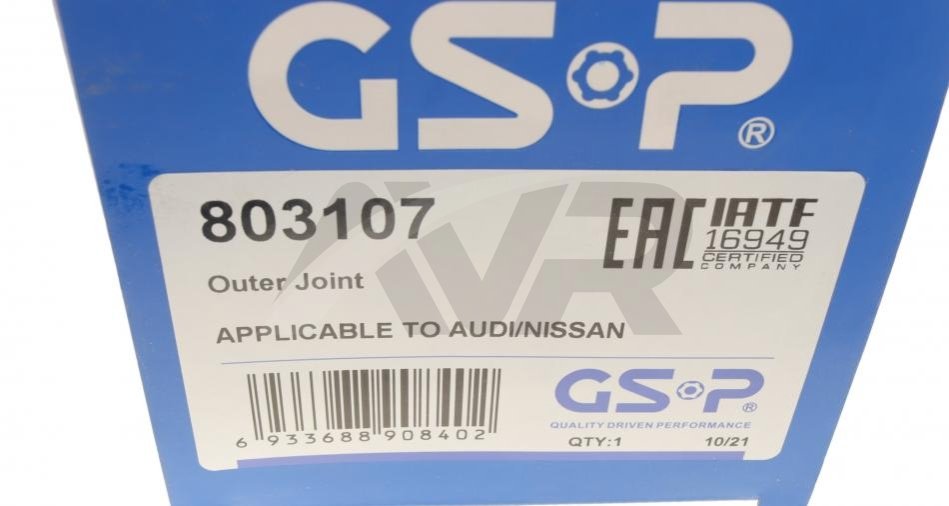 GSP®
803107
EAC
IATF
16949
CERTIFIED
COMPANY
AVR
Outer Joint
APPLICABLE TO AUDI/NISSAN
6 933688 908402
GSP®
QUALITY DRIVEN PERFORMANCE
QTY:1 10/21